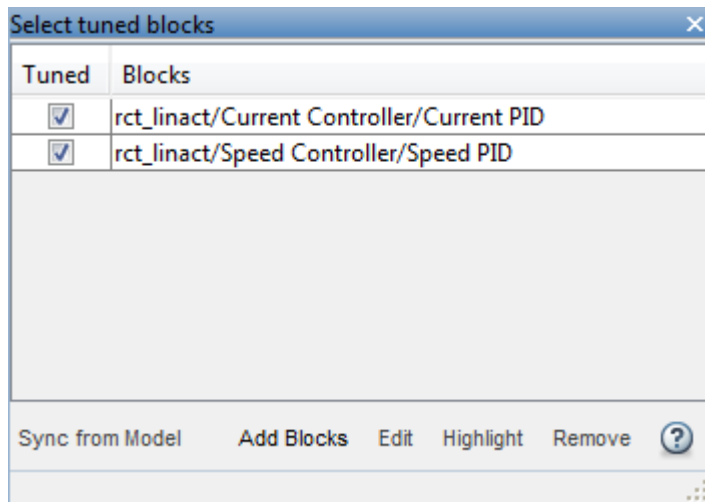 Select tuned blocks
Tuned Blocks
rct_linact/Current Controller/Current PID
rct_linact/Speed Controller/Speed PID
Sync from Model Add Blocks Edit Highlight Remove ?